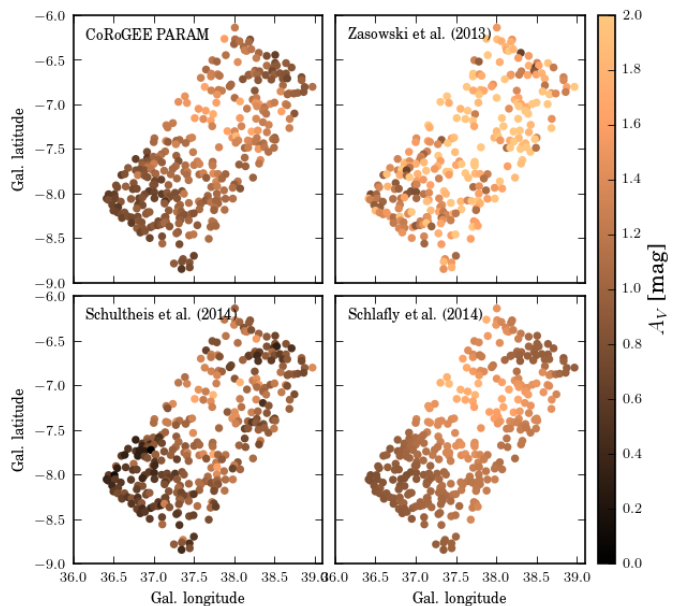 CoRoGEE PARAM
Zasowski et al. (2013)
−6.0
−6.5
−7.0
−7.5
−8.0
−8.5
−9.0
Gal. latitude
Schultheis et al. (2014)
Schlafly et al. (2014)
−6.0
−6.5
−7.0
−7.5
−8.0
−8.5
−9.0
Gal. latitude
36.0 36.5 37.0 37.5 38.0 38.5 39.0
36.5 37.0 37.5 38.0 38.5 39.0
Gal. longitude
Gal. longitude
2.0
1.8
1.6
1.4
1.2
1.0
0.8
0.6
0.4
0.2
0.0
A_V [mag]